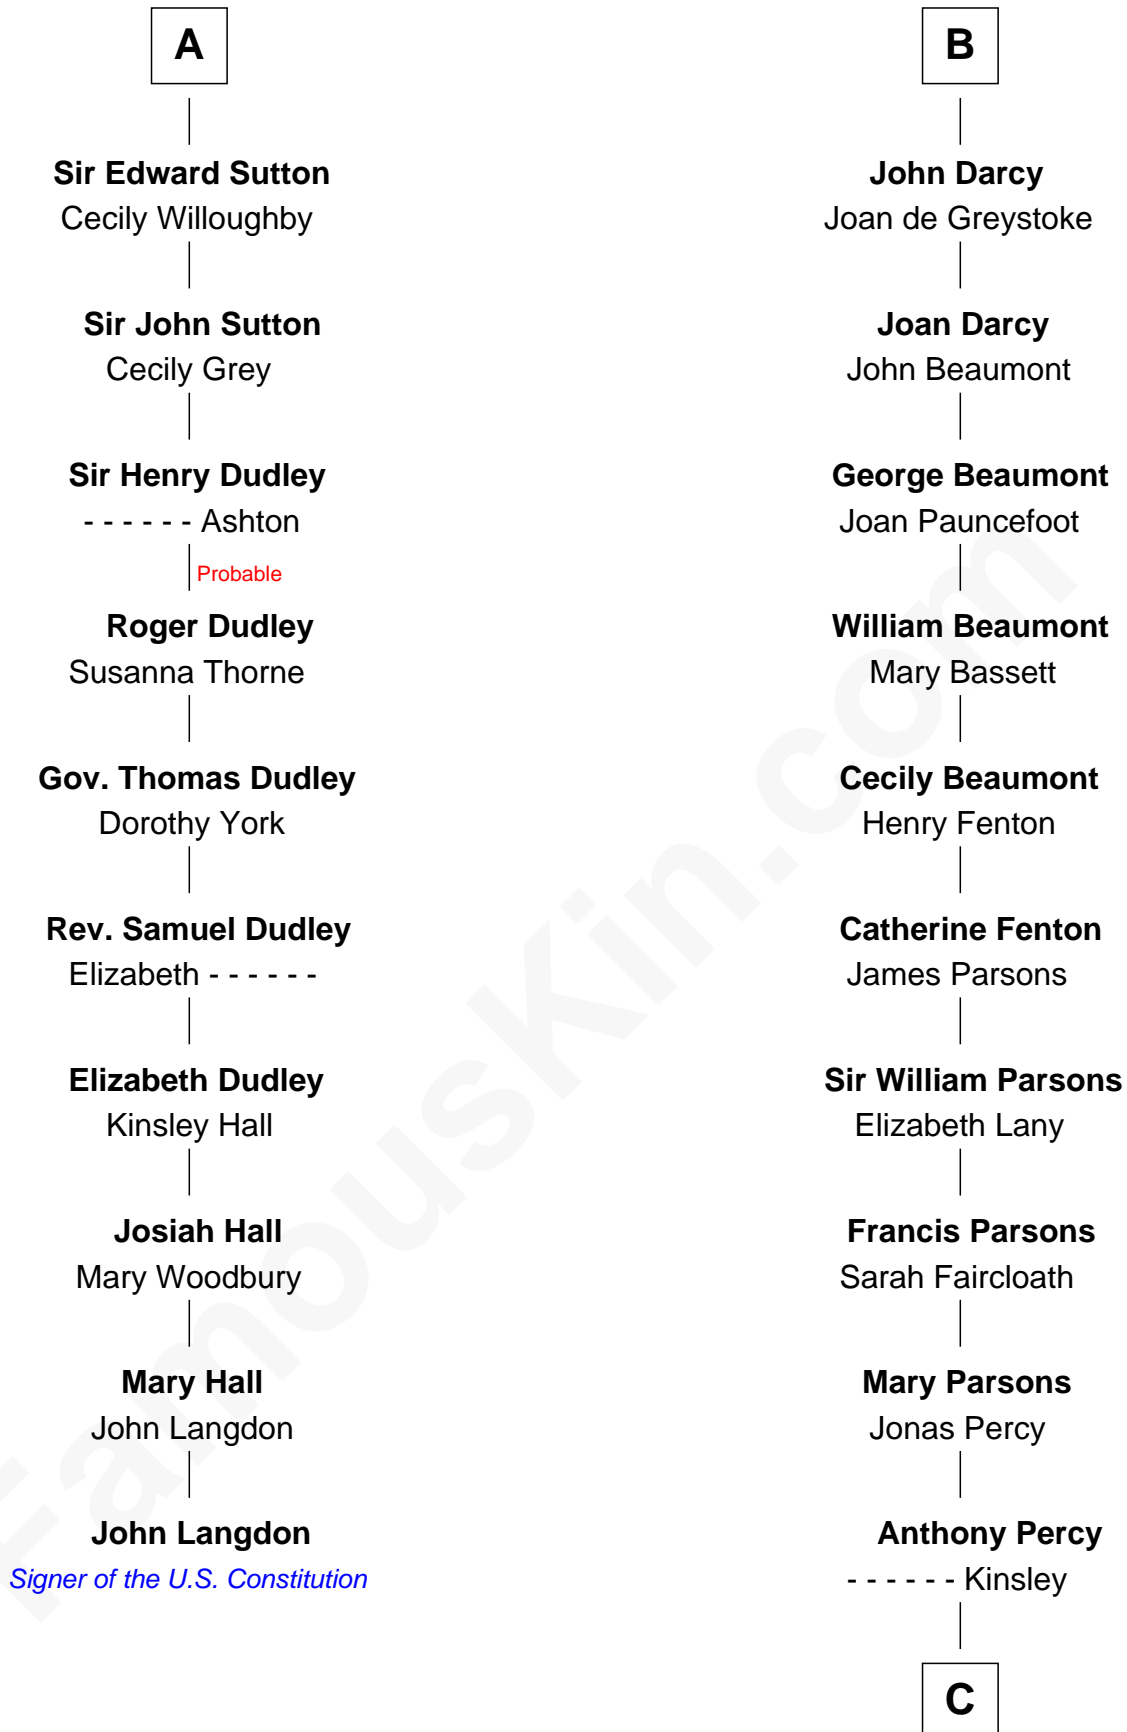 A
Sir Edward Sutton
Cecily Willoughby
Sir John Sutton
Cecily Grey
Sir Henry Dudley
- - - - - - Ashton
Probable
Roger Dudley
Susanna Thorne
Gov. Thomas Dudley
Dorothy York
Rev. Samuel Dudley
Elizabeth - - - - - -
Elizabeth Dudley
Kinsley Hall
Josiah Hall
Mary Woodbury
Mary Hall
John Langdon
John Langdon
Signer of the U.S. Constitution
B
John Darcy
Joan de Greystoke
Joan Darcy
John Beaumont
George Beaumont
Joan Pauncefoot
William Beaumont
Mary Bassett
Cecily Beaumont
Henry Fenton
Catherine Fenton
James Parsons
Sir William Parsons
Elizabeth Lany
Francis Parsons
Sarah Faircloath
Mary Parsons
Jonas Percy
Anthony Percy
- - - - - - Kinsley
C
FamousKin.com